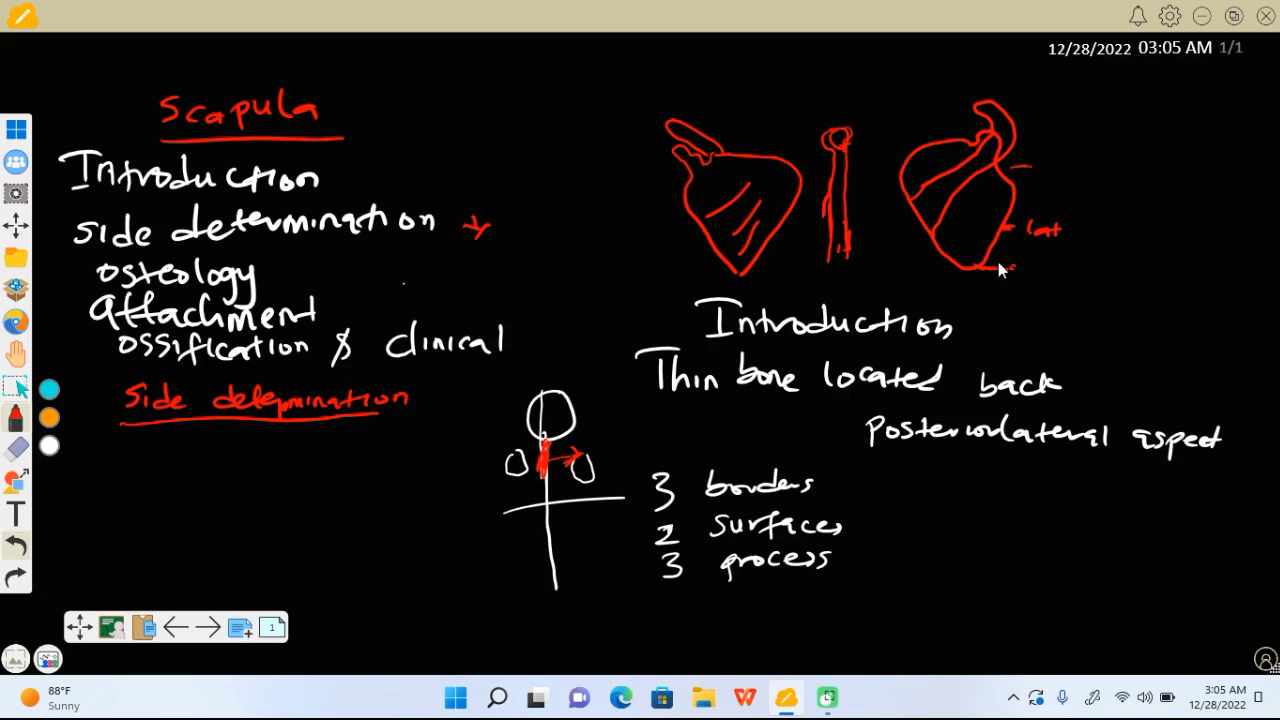 12/28/2022 03:05 AM 1/1
Scapula
Introduction
side determination
osteology
attachment
ossification & clinical
side determination
lat
Introduction
Thin bone located back
Posteriorlateral aspect
3 borders
2 surfaces
3 process
T
1
W
88°F
Sunny
3:05 AM
12/28/2022